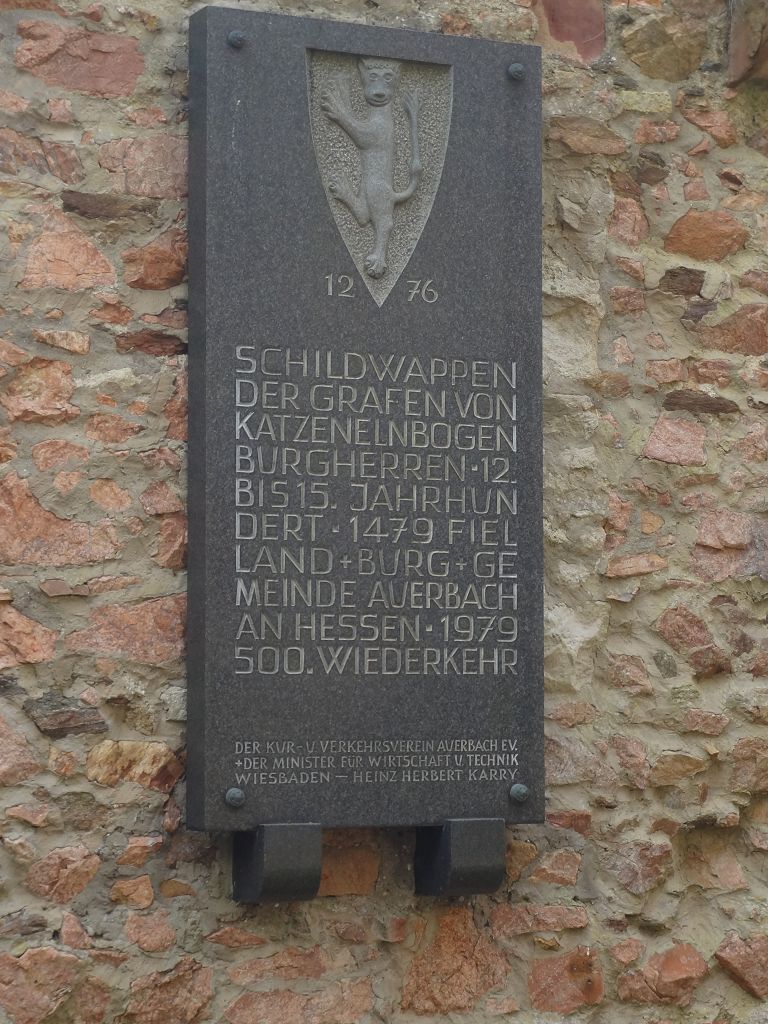 12 76
SCHILDWAPPEN
DER GRAFEN VON
KATZENELNBOGEN
BURGHERREN · 12.
BIS 15. JAHRHUN
DERT · 1479 FIEL
LAND + BURG + GE
MEINDE AUERBACH
AN HESSEN · 1979
500. WIEDERKEHR
DER KUR- U. VERKEHRSVEREIN AUERBACH E.V.
+ DER MINISTER FÜR WIRTSCHAFT U. TECHNIK
WIESBADEN — HEINZ HERBERT KARRY